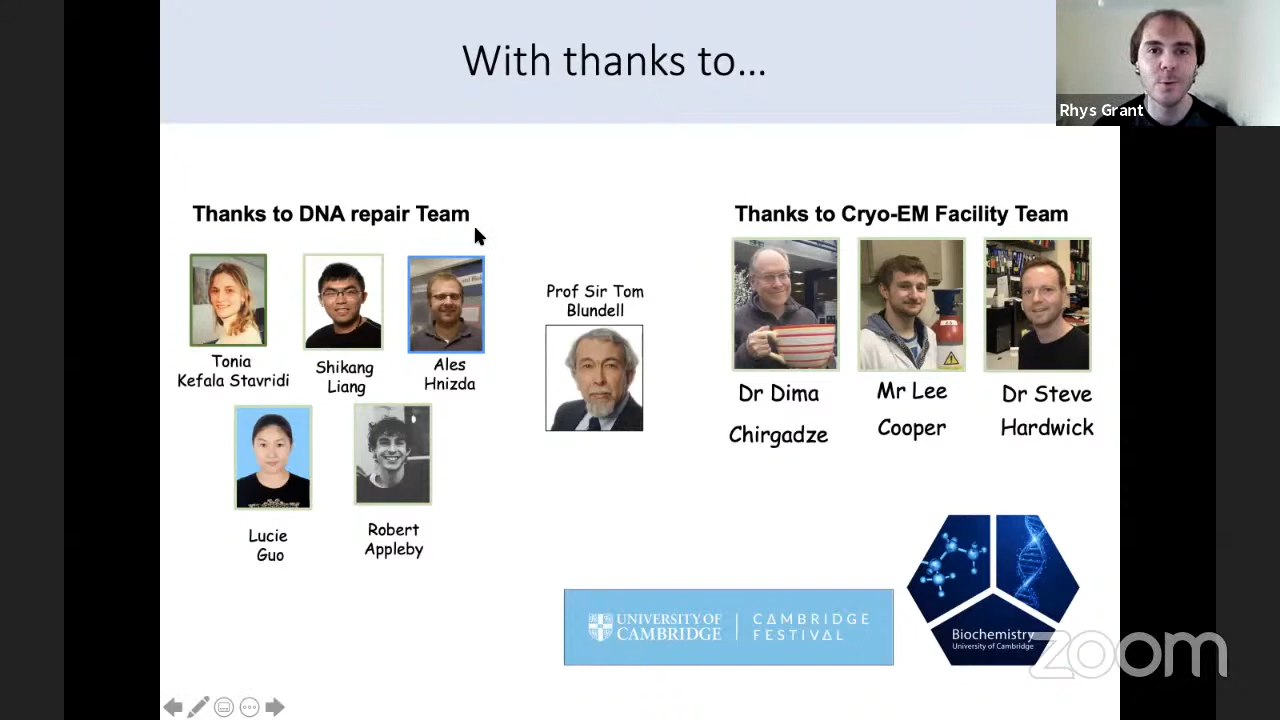 With thanks to...
Rhys Grant
Thanks to DNA repair Team
Tonia
Kefala Stavridi
Shikang
Liang
Ales
Hnizda
Lucie
Guo
Robert
Appleby
Prof Sir Tom
Blundell
Thanks to Cryo-EM Facility Team
Dr Dima
Chirgadze
Mr Lee
Cooper
Dr Steve
Hardwick
UNIVERSITY OF
CAMBRIDGE
CAMBRIDGE
FESTIVAL
Biochemistry
University of Cambridge
zoom